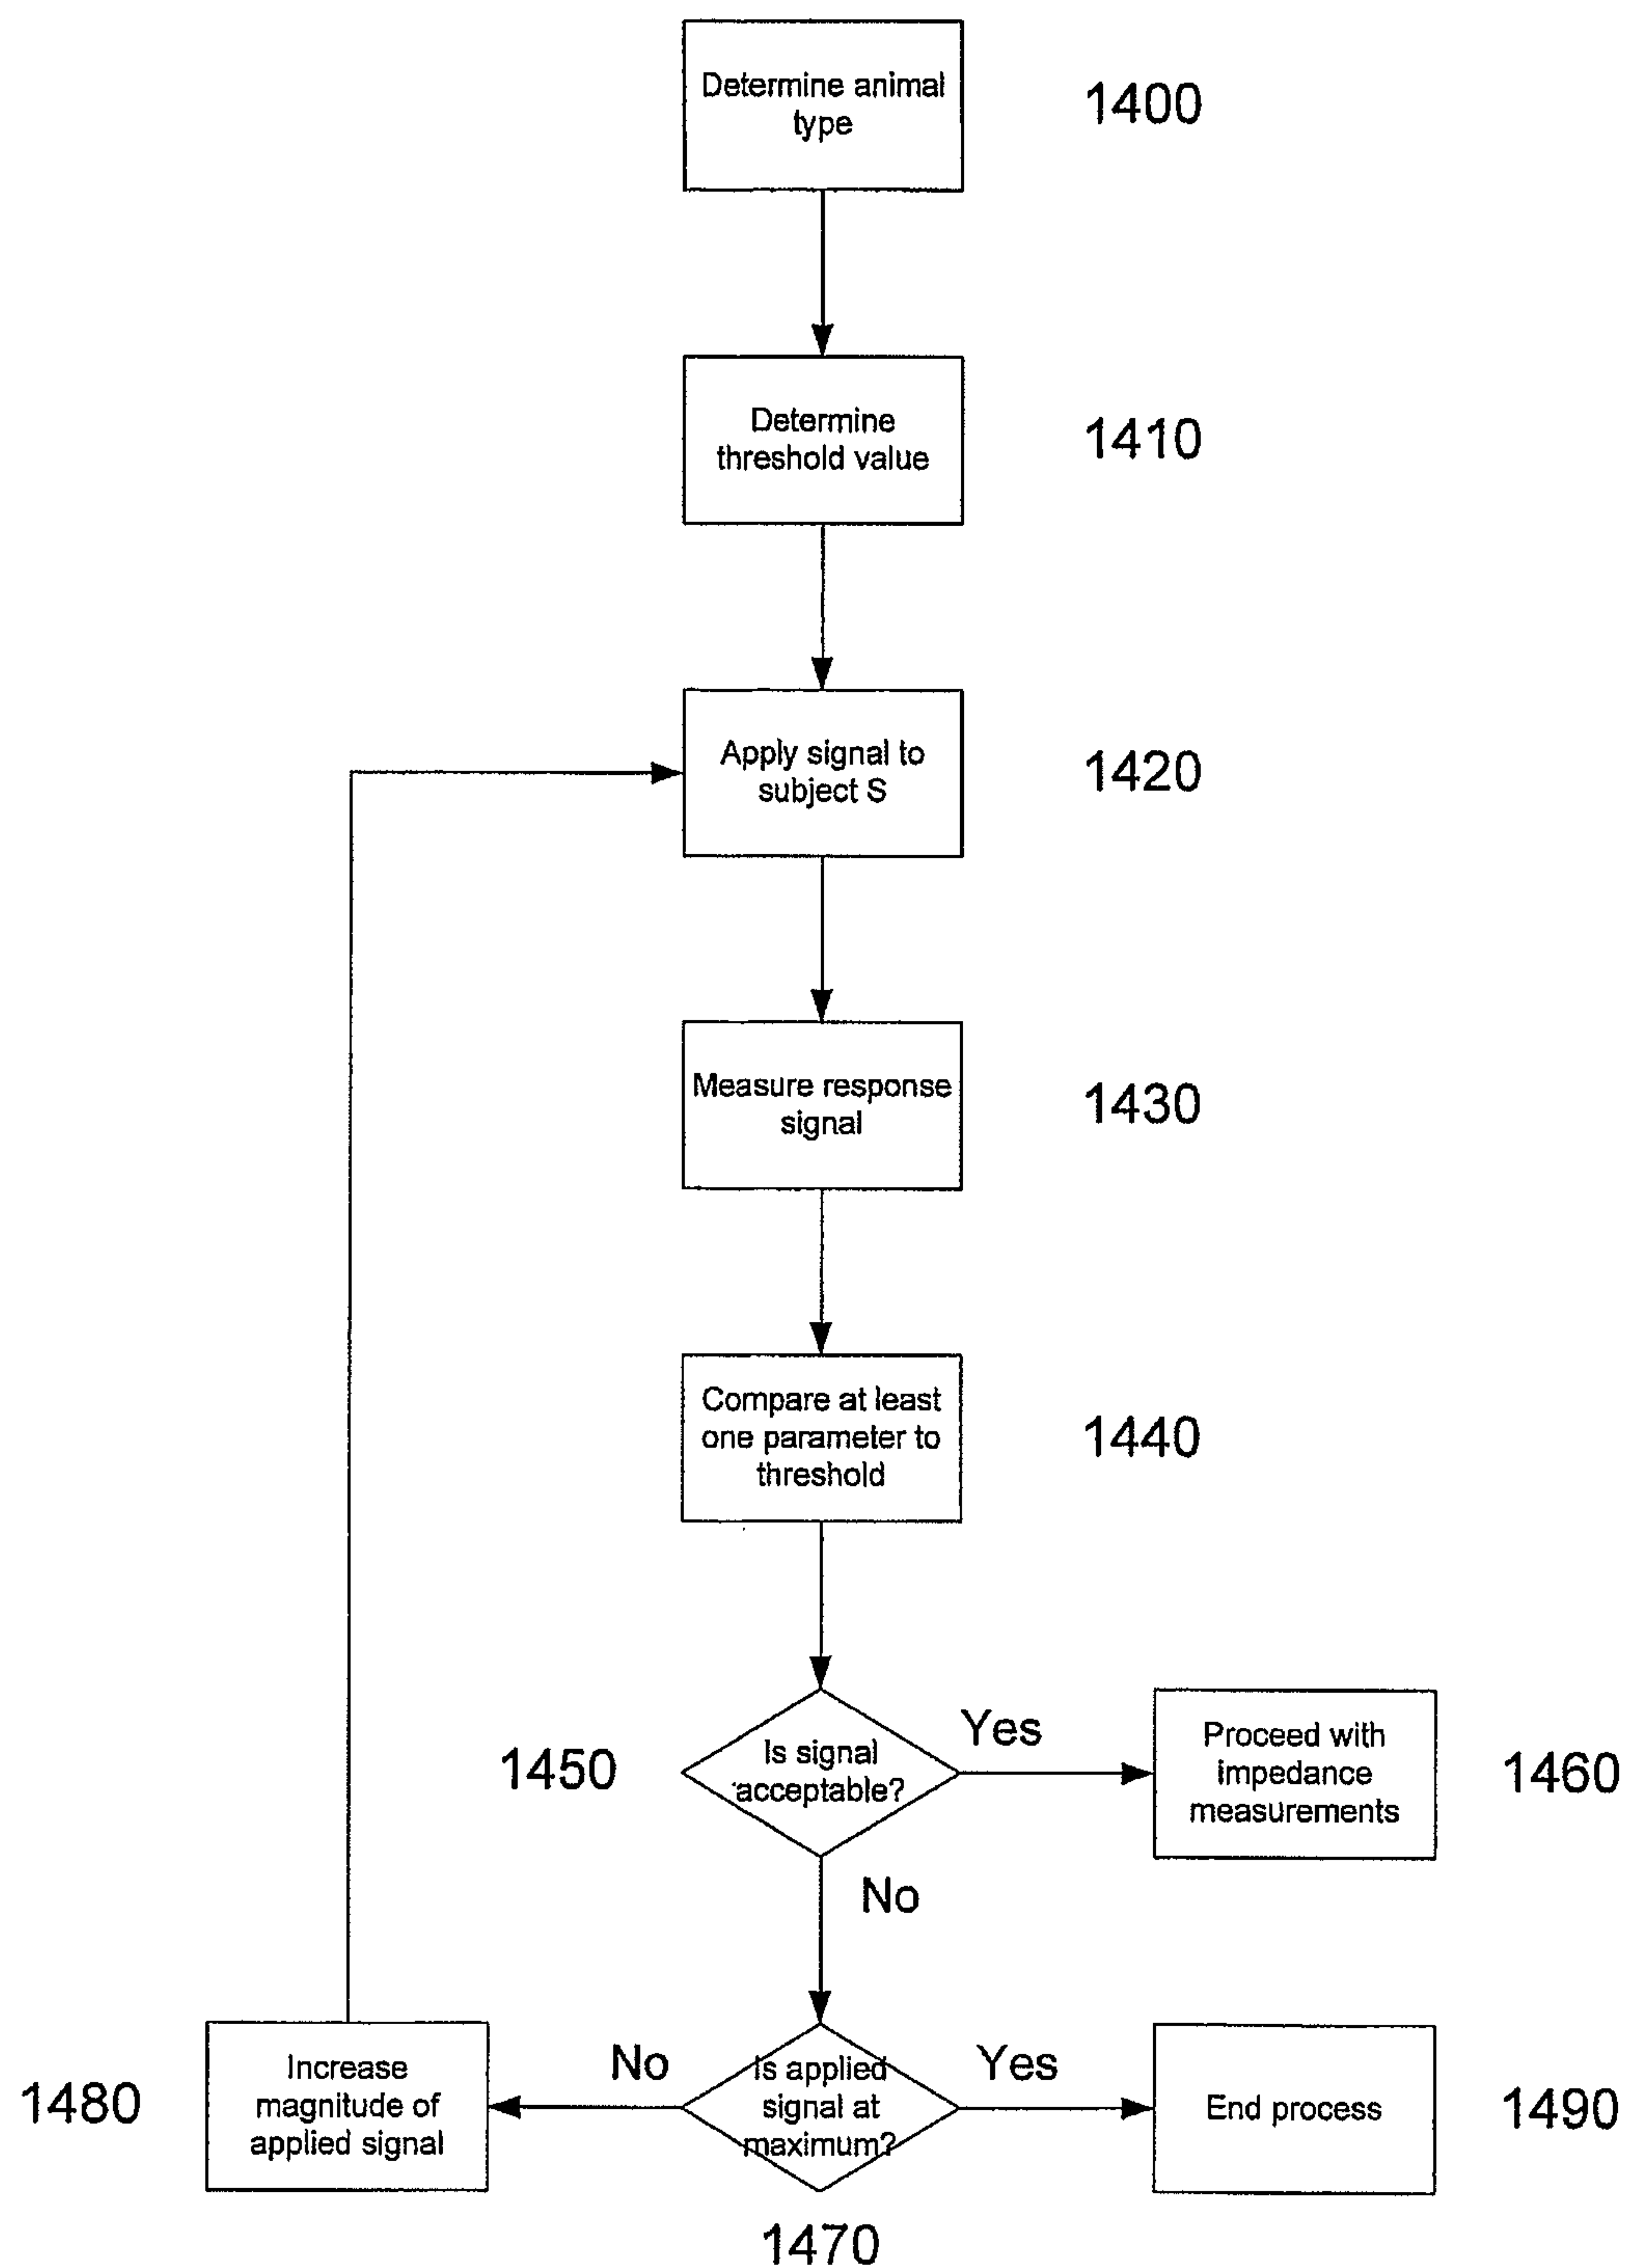 Determine animal
type
1400
Determine
threshold value
1410
Apply signal to
subject S
1420
Measure response
signal
1430
Compare at least
one parameter to
threshold
1440
1450
Is signal
acceptable?
Yes
Proceed with
impedance
measurements
1460
No
1480
Increase
magnitude of
applied signal
No
Is applied
signal at
maximum?
Yes
End process
1490
1470